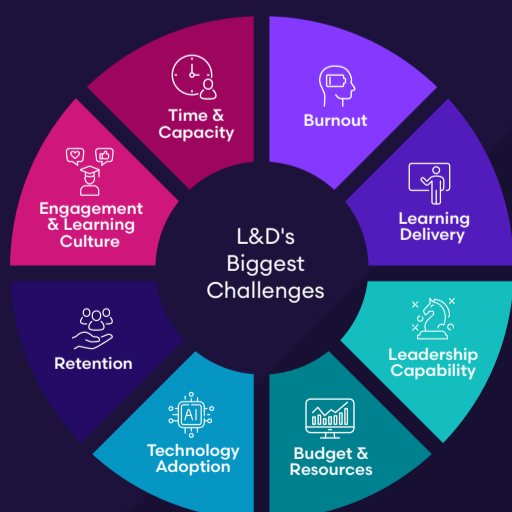 L&D's
Biggest
Challenges
Burnout
Learning
Delivery
Leadership
Capability
Budget &
Resources
AI
Technology
Adoption
Retention
Engagement
& Learning
Culture
Time &
Capacity